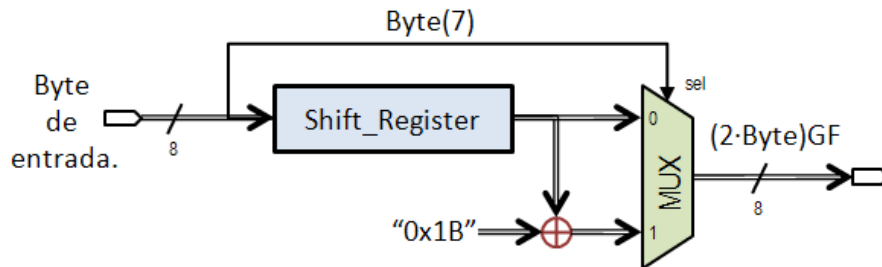 Byte(7)
Byte
de
entrada.
8
Shift_Register
sel
0
MUX
1
(2·Byte)GF
8
“0x1B”